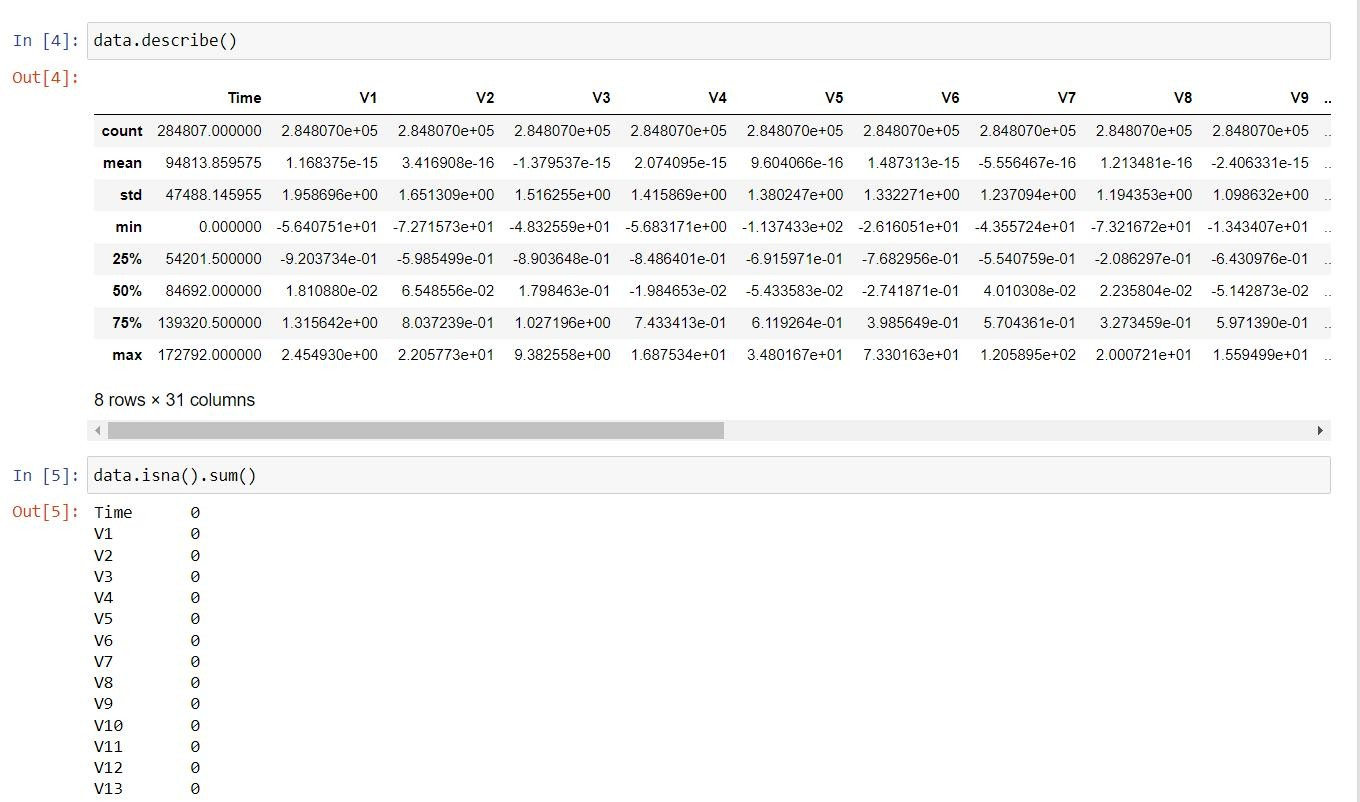 In [4]: data.describe()
Out[4]:
Time V1 V2 V3 V4 V5 V6 V7 V8 V9 ..
count 284807.000000 2.848070e+05 2.848070e+05 2.848070e+05 2.848070e+05 2.848070e+05 2.848070e+05 2.848070e+05 2.848070e+05 2.848070e+05 ..
mean 94813.859575 1.168375e-15 3.416908e-16 -1.379537e-15 2.074095e-15 9.604066e-16 1.487313e-15 -5.556467e-16 1.213481e-16 -2.406331e-15 ..
std 47488.145955 1.958696e+00 1.651309e+00 1.516255e+00 1.415869e+00 1.380247e+00 1.332271e+00 1.237094e+00 1.194353e+00 1.098632e+00 ..
min 0.000000 -5.640751e+01 -7.271573e+01 -4.832559e+01 -5.683171e+00 -1.137433e+02 -2.616051e+01 -4.355724e+01 -7.321672e+01 -1.343407e+01 ..
25% 54201.500000 -9.203734e-01 -5.985499e-01 -8.903648e-01 -8.486401e-01 -6.915971e-01 -7.682956e-01 -5.540759e-01 -2.086297e-01 -6.430976e-01 ..
50% 84692.000000 1.810880e-02 6.548556e-02 1.798463e-01 -1.984653e-02 -5.433583e-02 -2.741871e-01 4.010308e-02 2.235804e-02 -5.142873e-02 ..
75% 139320.500000 1.315642e+00 8.037239e-01 1.027196e+00 7.433413e-01 6.119264e-01 3.985649e-01 5.704361e-01 3.273459e-01 5.971390e-01 ..
max 172792.000000 2.454930e+00 2.205773e+01 9.382558e+00 1.687534e+01 3.480167e+01 7.330163e+01 1.205895e+02 2.000721e+01 1.559499e+01 ..
8 rows × 31 columns
In [5]: data.isna().sum()
Out[5]: Time 0
V1 0
V2 0
V3 0
V4 0
V5 0
V6 0
V7 0
V8 0
V9 0
V10 0
V11 0
V12 0
V13 0